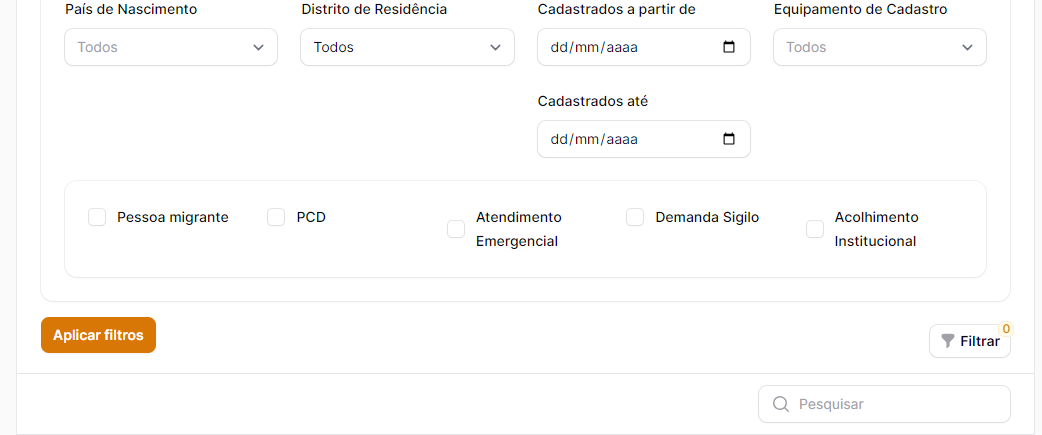 País de Nascimento
Distrito de Residência
Cadastrados a partir de
Equipamento de Cadastro
Todos
Todos
dd/mm/aaaa
Todos
Cadastrados até
dd/mm/aaaa
Pessoa migrante
PCD
Atendimento
Emergencial
Demanda Sigilo
Acolhimento
Institucional
Aplicar filtros
Filtrar
0
Pesquisar